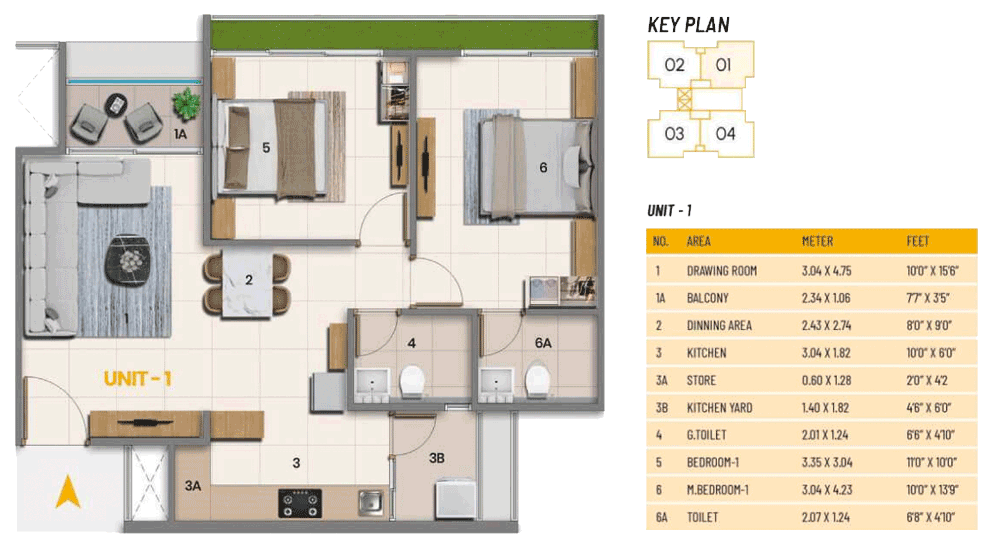 KEY PLAN
02 01
03 04
1A
5
6
2
1
4
6A
UNIT - 1
3
3A
3B
UNIT - 1
NO. AREA METER FEET
1 DRAWING ROOM 3.04 X 4.75 10'0" X 15'6"
1A BALCONY 2.34 X 1.06 7'7" X 3'5"
2 DINNING AREA 2.43 X 2.74 8'0" X 9'0"
3 KITCHEN 3.04 X 1.82 10'0" X 6'0"
3A STORE 0.60 X 1.28 2'0" X 4'2
3B KITCHEN YARD 1.40 X 1.82 4'6" X 6'0"
4 G.TOILET 2.01 X 1.24 6'6" X 4'10"
5 BEDROOM-1 3.35 X 3.04 11'0" X 10'0"
6 M.BEDROOM-1 3.04 X 4.23 10'0" X 13'9"
6A TOILET 2.07 X 1.24 6'8" X 4'10"